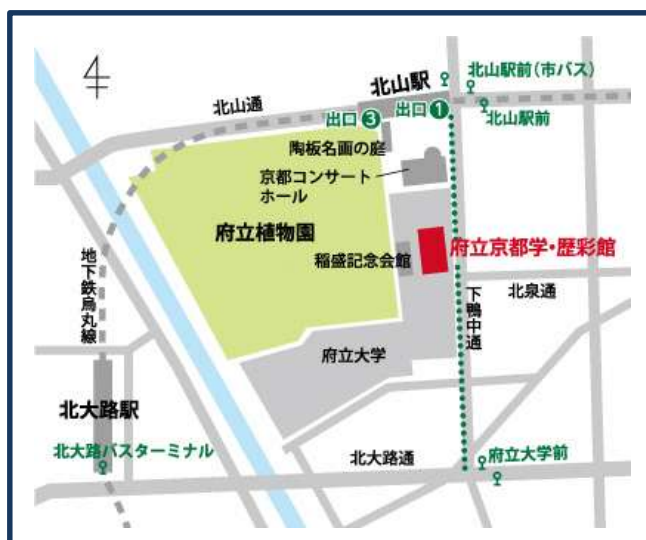 北山駅
北山駅前(市バス)
北山通
出口③
出口①
北山駅前
陶板名画の庭
京都コンサート
ホール
府立植物園
府立京都学・歴彩館
稲盛記念会館
地下鉄烏丸線
北泉通
下鴨中通
府立大学
北大路駅
北大路バスターミナル
北大路通
府立大学前